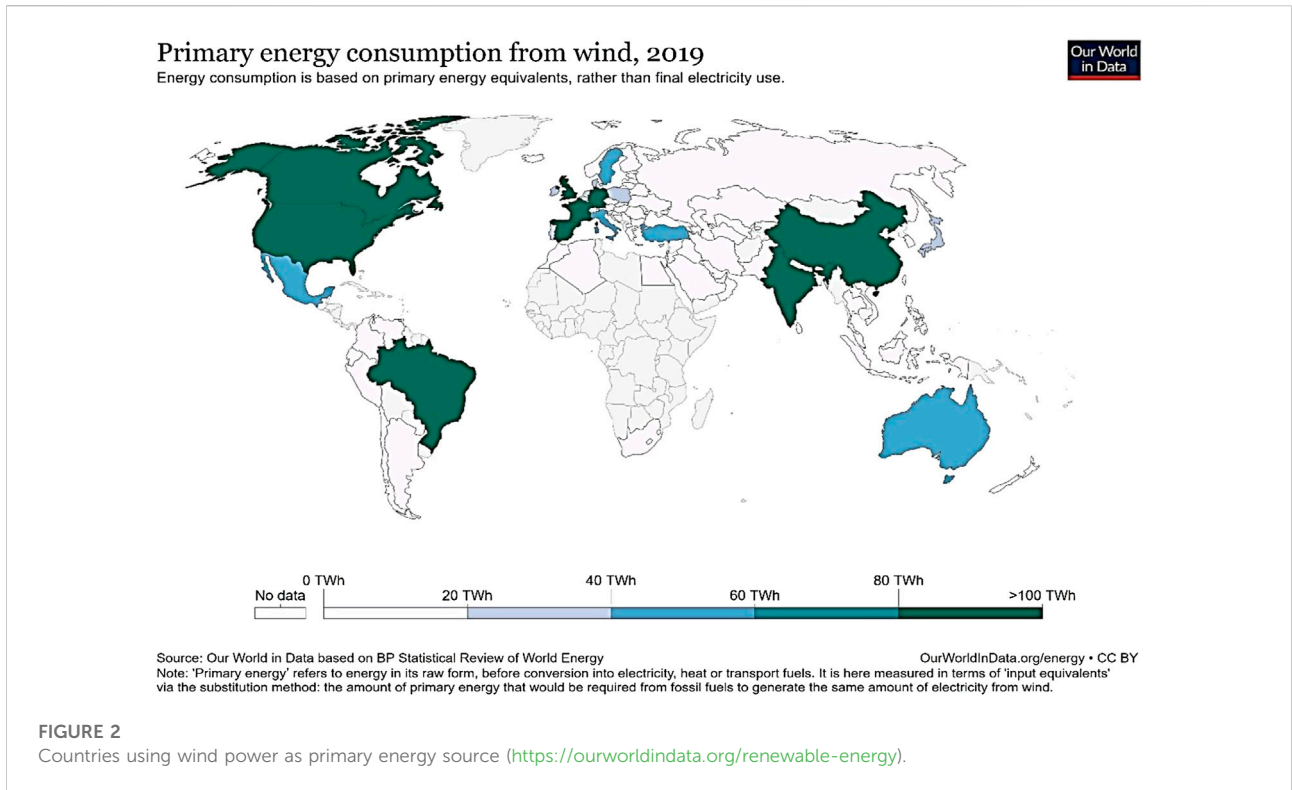 Primary energy consumption from wind, 2019
Energy consumption is based on primary energy equivalents, rather than final electricity use.
Our World
in Data
No data
0 TWh
20 TWh
40 TWh
60 TWh
80 TWh
>100 TWh
Source: Our World in Data based on BP Statistical Review of World Energy
OurWorldInData.org/energy • CC BY
Note: 'Primary energy' refers to energy in its raw form, before conversion into electricity, heat or transport fuels. It is here measured in terms of 'input equivalents'
via the substitution method: the amount of primary energy that would be required from fossil fuels to generate the same amount of electricity from wind.
FIGURE 2
Countries using wind power as primary energy source (https://ourworldindata.org/renewable-energy).